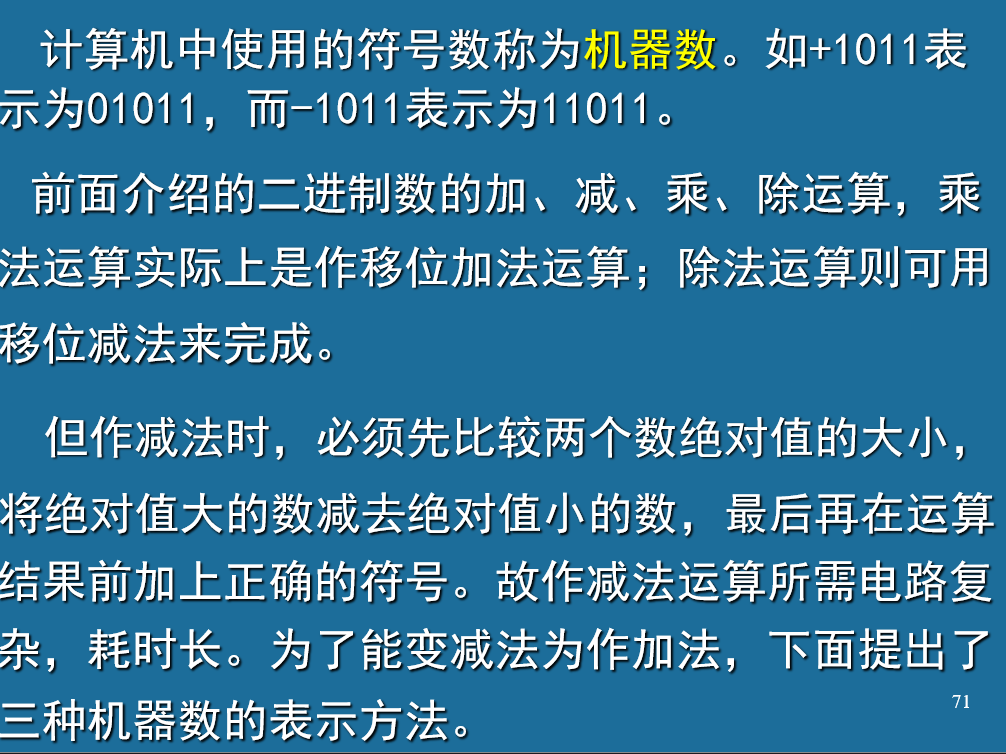 计算机中使用的符号数称为机器数。如+1011表
示为01011，而-1011表示为11011。
前面介绍的二进制数的加、减、乘、除运算，乘
法运算实际上是作移位加法运算；除法运算则可用
移位减法来完成。
但作减法时，必须先比较两个数绝对值的大小，
将绝对值大的数减去绝对值小的数，最后再在运算
结果前加上正确的符号。故作减法运算所需电路复
杂，耗时长。为了能变减法为作加法，下面提出了
三种机器数的表示方法。
71